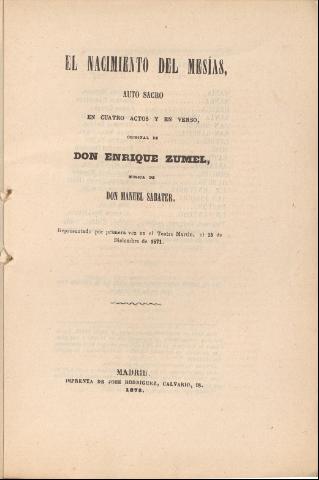 EL NACIMIENTO DEL MESÍAS,
AUTO SACRO
EN CUATRO ACTOS Y EN VERSO,
ORIGINAL DE
DON ENRIQUE ZUMEL,
MÚSICA DE
DON MANUEL SABATER.
Representado por primera vez en el Teatro Martin, el de
Diciembre de 1871.
MADRID.
IMPRENTA DE JOSÉ RODRIGUEZ, CALVARIO, 18.
1872.